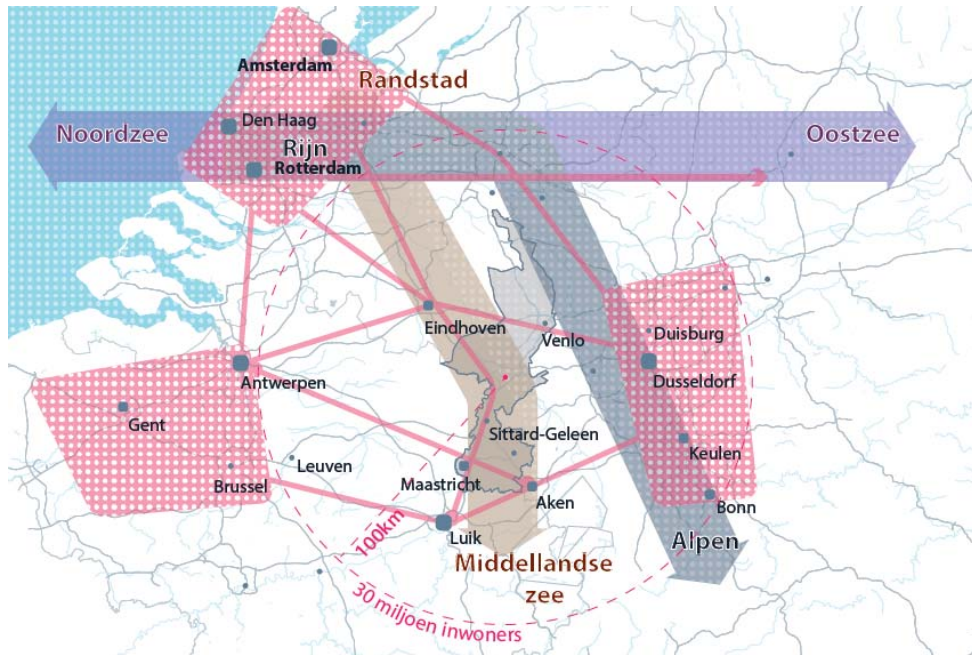 Amsterdam
Randstad
Noordzee
Den Haag
Oostzee
Rijn
Rotterdam
Eindhoven
Venlo
Duisburg
Antwerpen
Dusseldorf
Gent
Sittard-Geleen
Keulen
Leuven
Brussel
Maastricht
Aken
Bonn
100km
Luik
Alpen
Middellandse
zee
30 miljoen inwoners